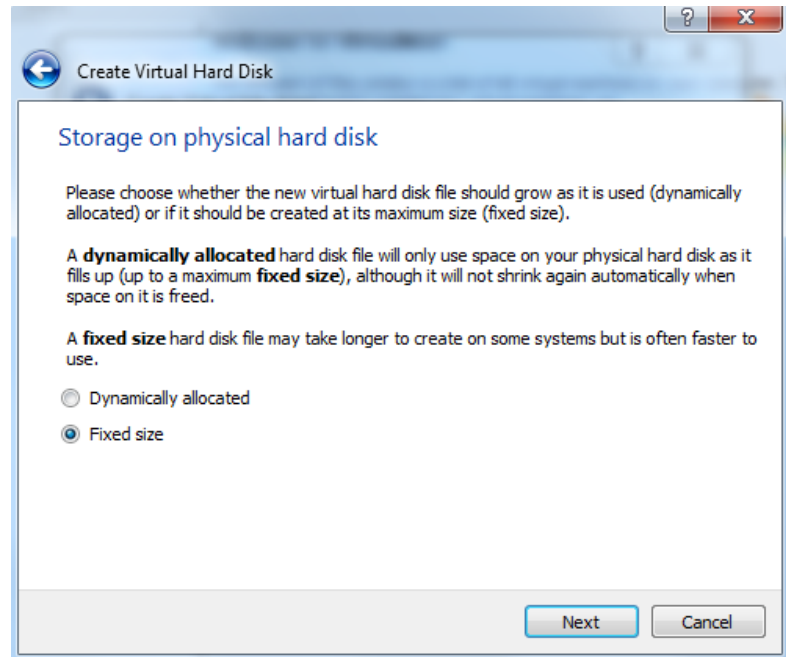 ?
X
Create Virtual Hard Disk
Storage on physical hard disk
Please choose whether the new virtual hard disk file should grow as it is used (dynamically
allocated) or if it should be created at its maximum size (fixed size).
A dynamically allocated hard disk file will only use space on your physical hard disk as it
fills up (up to a maximum fixed size), although it will not shrink again automatically when
space on it is freed.
A fixed size hard disk file may take longer to create on some systems but is often faster to
use.
Dynamically allocated
Fixed size
Next
Cancel